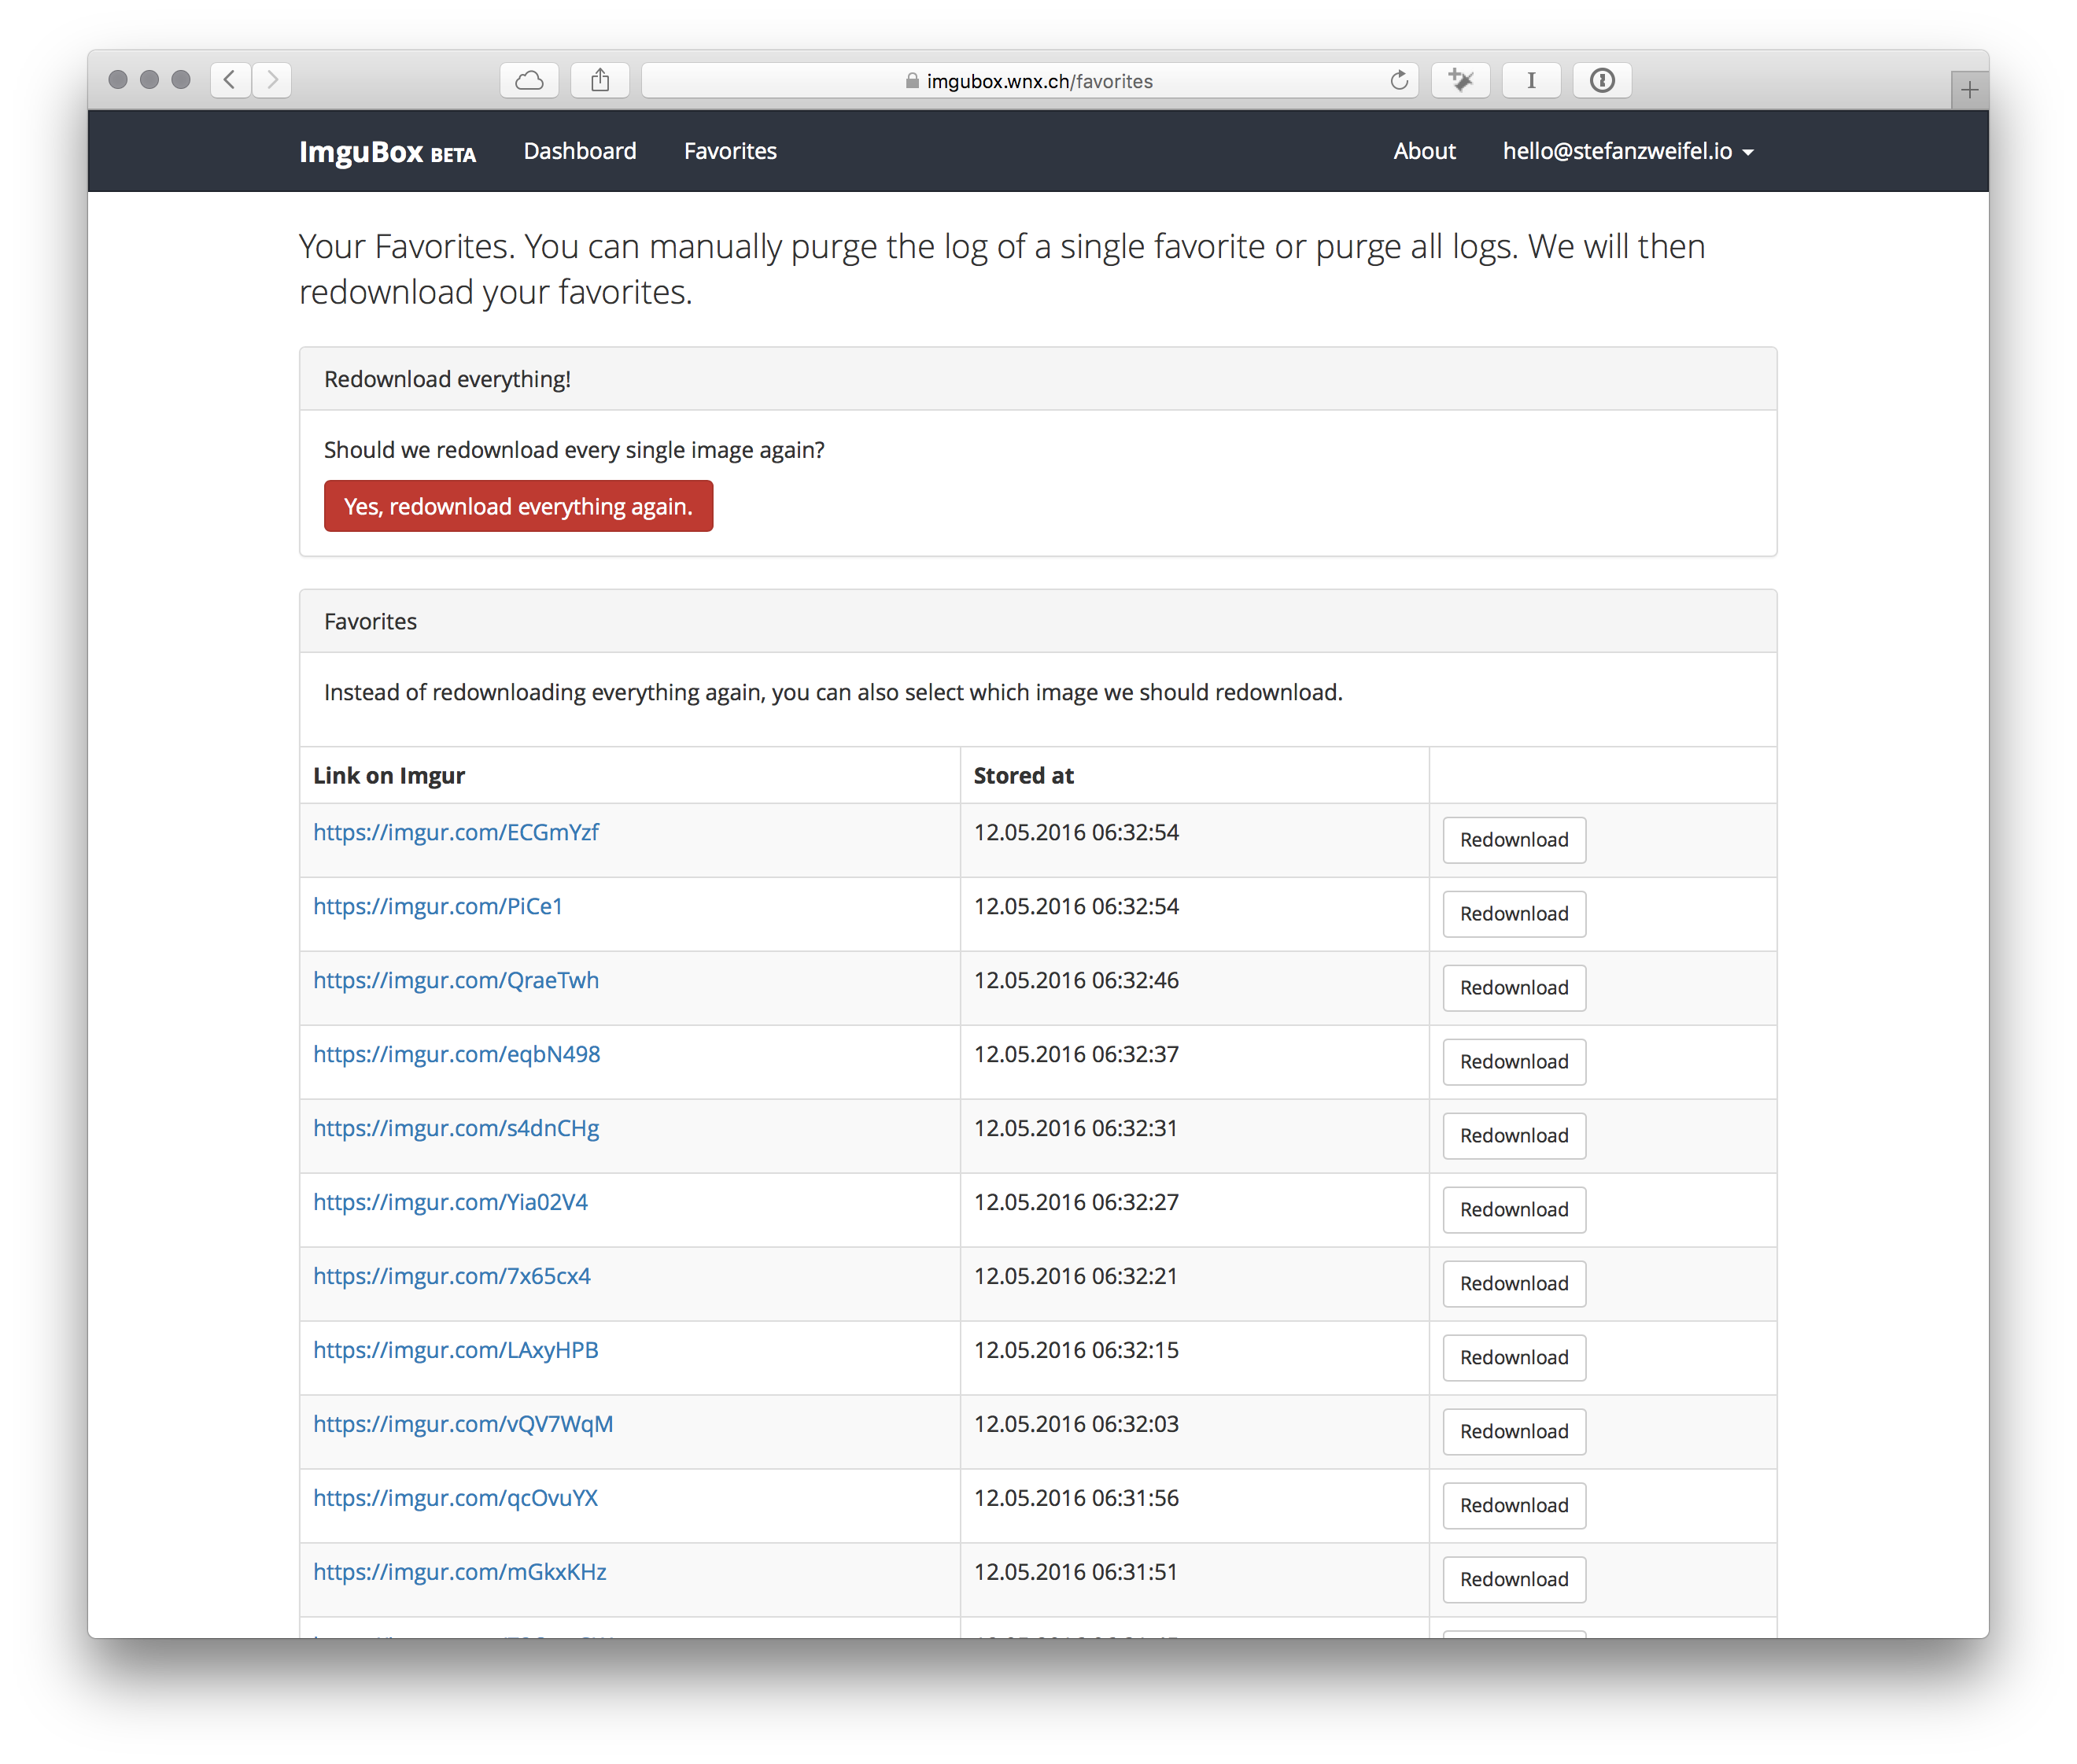 imgubox.wnx.ch/favorites
ImguBox BETA Dashboard Favorites About hello@stefanzweifel.io
Your Favorites. You can manually purge the log of a single favorite or purge all logs. We will then
redownload your favorites.
Redownload everything!
Should we redownload every single image again?
Yes, redownload everything again.
Favorites
Instead of redownloading everything again, you can also select which image we should redownload.
Link on Imgur Stored at
https://imgur.com/ECGmYzf 12.05.2016 06:32:54 Redownload
https://imgur.com/PiCe1 12.05.2016 06:32:54 Redownload
https://imgur.com/QraeTwh 12.05.2016 06:32:46 Redownload
https://imgur.com/eqbN498 12.05.2016 06:32:37 Redownload
https://imgur.com/s4dnCHg 12.05.2016 06:32:31 Redownload
https://imgur.com/Yia02V4 12.05.2016 06:32:27 Redownload
https://imgur.com/7x65cx4 12.05.2016 06:32:21 Redownload
https://imgur.com/LAxyHPB 12.05.2016 06:32:15 Redownload
https://imgur.com/vQV7WqM 12.05.2016 06:32:03 Redownload
https://imgur.com/qcOvuYX 12.05.2016 06:31:56 Redownload
https://imgur.com/mGkxKHz 12.05.2016 06:31:51 Redownload